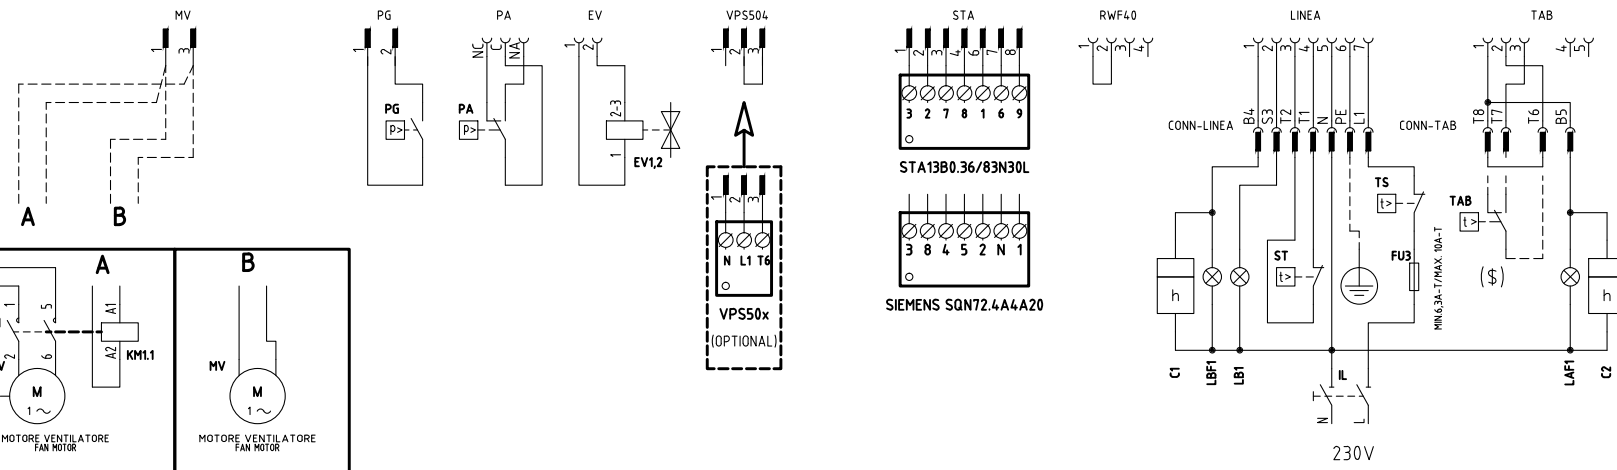 MV PG PA EV VPS504 STA RWF40 LINEA TAB
1 3
1 2
NC C NA
1 2
1 2 3
1 2 3 4 6 7 8
1 2 3 4
1 2 3 4 5 6 7
1 2 3 4 5
PG
P>
PA
P>
2-3
1
EV1,2
3 2 7 8 1 6 9
STA13B0.36/83N30L
B4 S3 T2 T1 N PE L1
CONN-LINEA
CONN-TAB
T8 T7 T6 B5
A B
1 2 3
N L1 T6
VPS50x
(OPTIONAL)
3 8 4 5 2 N 1
SIEMENS SQN72.4A4A20
TS
t>
TAB
t>
ST
t>
FU3
MIN.6,3A-T/MAX. 10A-T
($)
h
h
C1 LBF1 LB1 IL LAF1 C2
N L
230V
A
1 5
A1
2 6
A2
KM1.1
V
M
1~
MOTORE VENTILATORE
FAN MOTOR
B
MV
M
1~
MOTORE VENTILATORE
FAN MOTOR